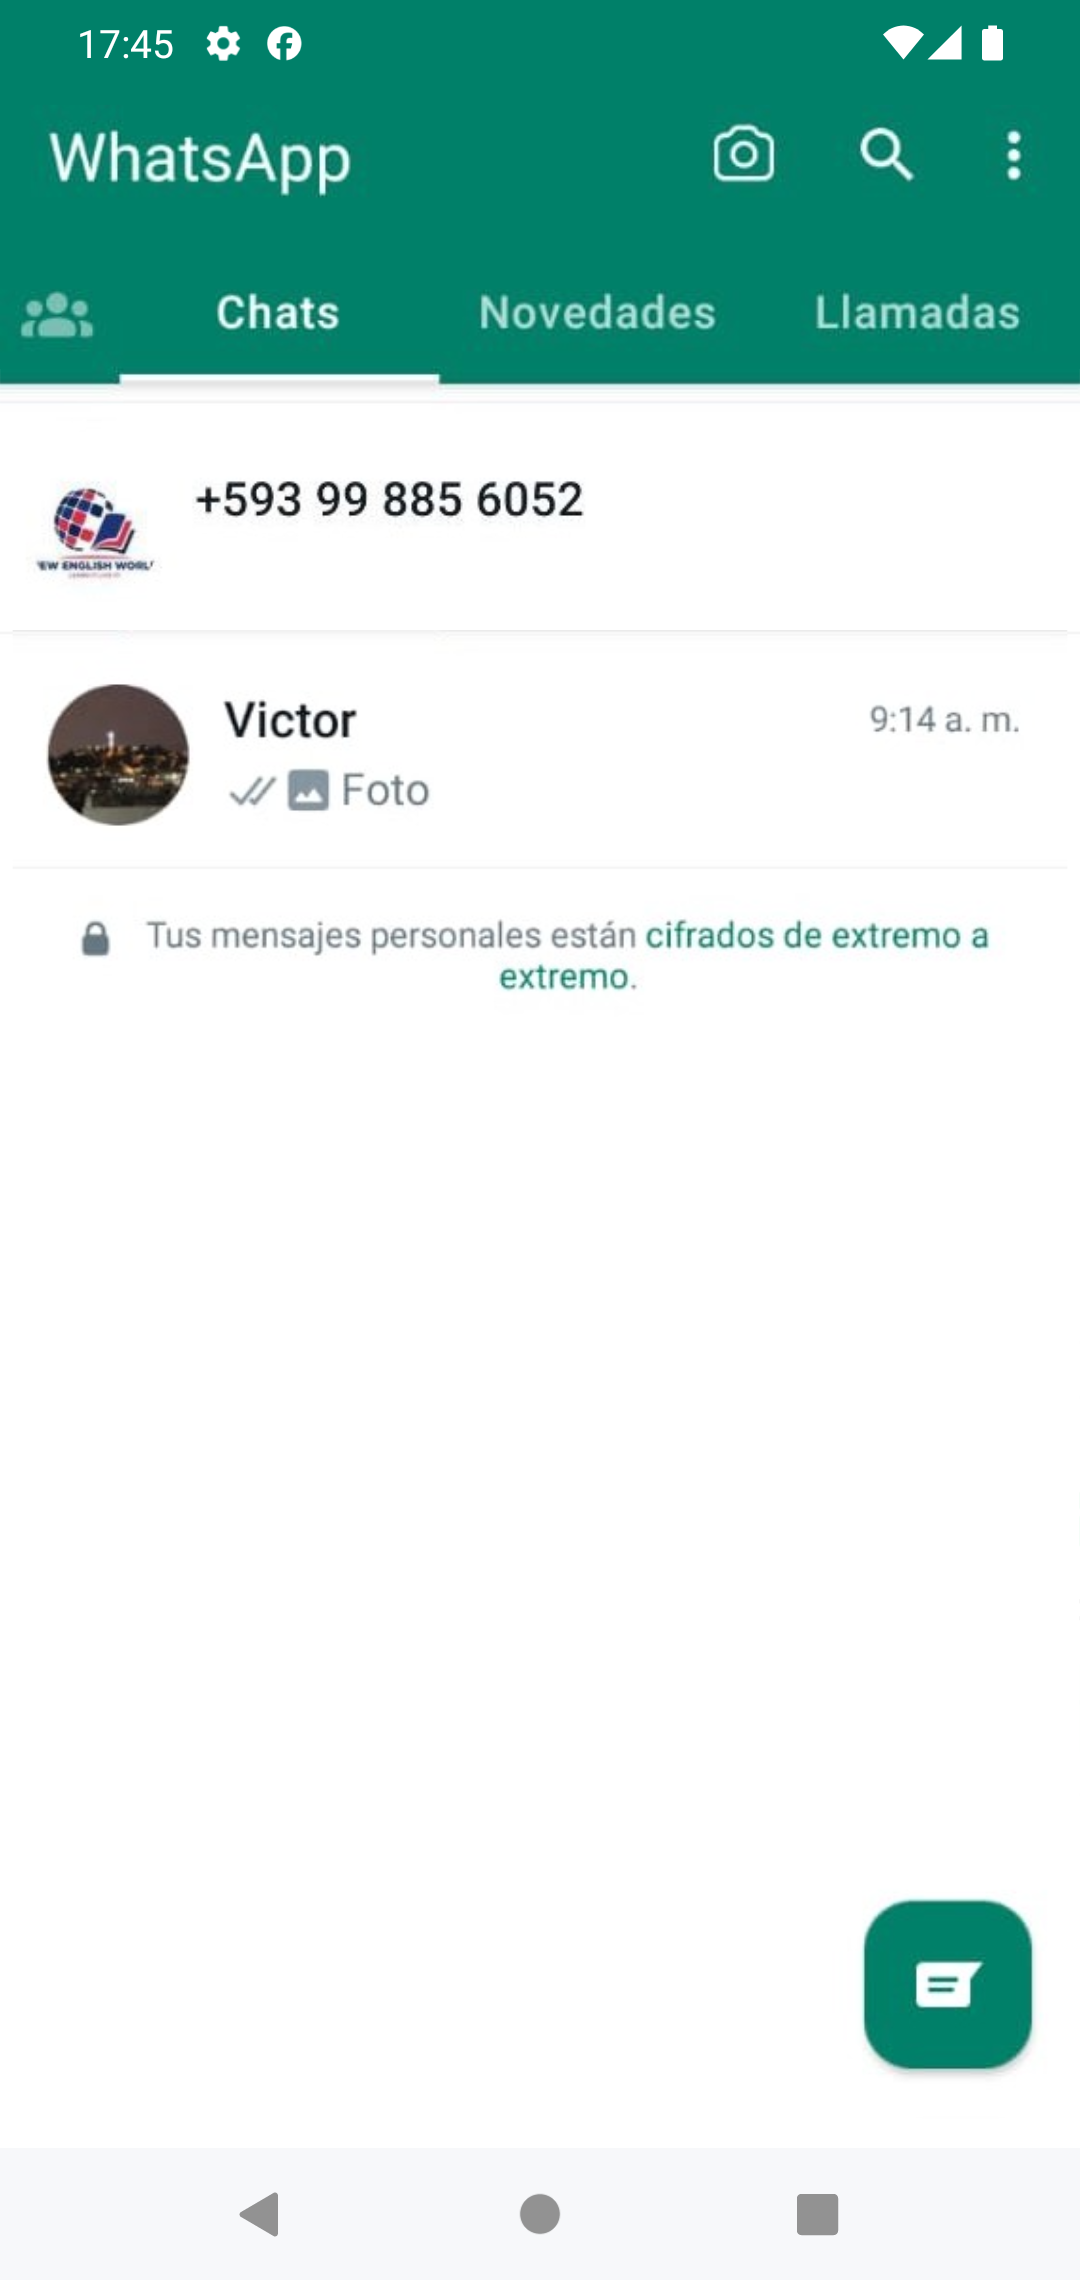 17:45
WhatsApp
Chats Novedades Llamadas
+593 99 885 6052
EW ENGLISH WORL
Victor 9:14 a. m.
Foto
Tus mensajes personales están cifrados de extremo a
extremo.